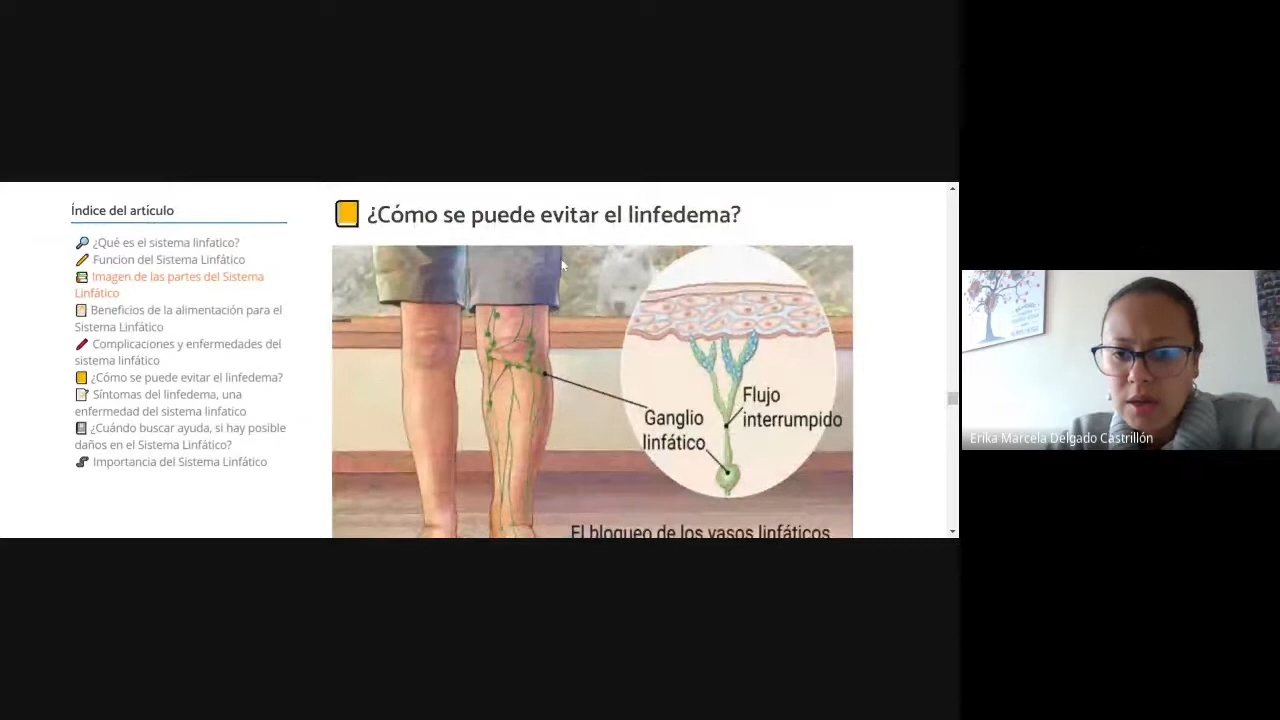 Índice del artículo
¿Qué es el sistema linfatico?
Funcion del Sistema Linfático
Imagen de las partes del Sistema
Linfático
Beneficios de la alimentación para el
Sistema Linfático
Complicaciones y enfermedades del
sistema linfático
¿Cómo se puede evitar el linfedema?
Síntomas del linfedema, una
enfermedad del sistema linfatico
¿Cuándo buscar ayuda, si hay posible
daños en el Sistema Linfático?
Importancia del Sistema Linfático
¿Cómo se puede evitar el linfedema?
Flujo
interrumpido
Ganglio
linfático
El bloqueo de los vasos linfáticos
Erika Marcela Delgado Castrillón